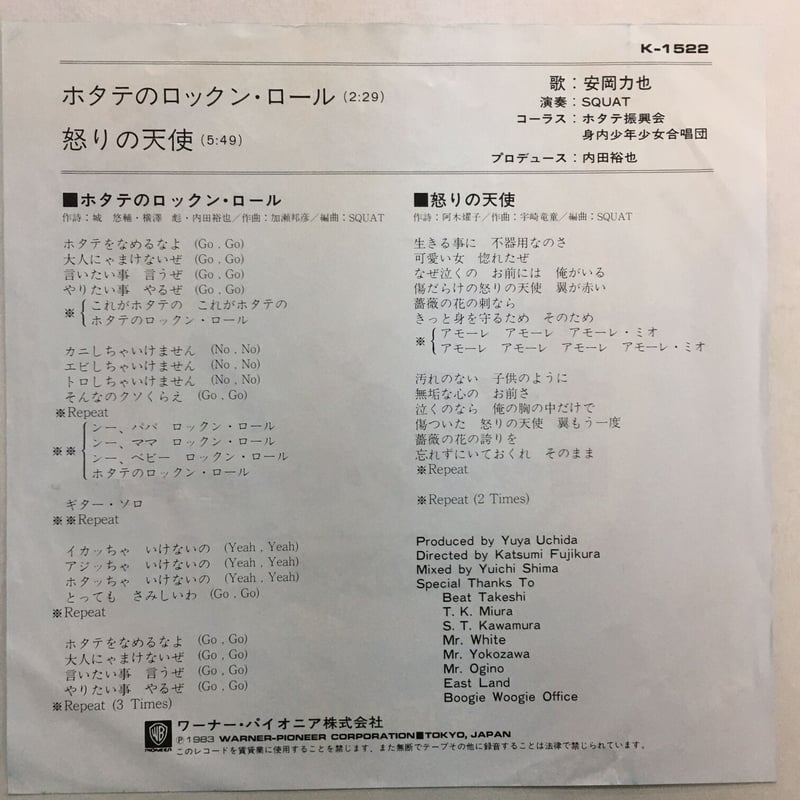 K-1522
ホタテのロックン・ロール (2:29)
怒りの天使 (5:49)
歌：安岡力也
演奏：SQUAT
コーラス：ホタテ振興会
身内少年少女合唱団
プロデュース：内田裕也
■ホタテのロックン・ロール
作詩：城　悠輔・横澤　彪・内田裕也／作曲：加瀬邦彦／編曲：SQUAT
ホタテをなめるなよ　(Go , Go)
大人にゃまけないぜ　(Go , Go)
言いたい事　言うぜ　(Go , Go)
やりたい事　やるぜ　(Go , Go)
※ これがホタテの　これがホタテの
ホタテのロックン・ロール
カニしちゃいけません　(No , No)
エビしちゃいけません　(No , No)
トロしちゃいけません　(No , No)
そんなのクソくらえ　(Go , Go)
※Repeat
シー、パパ　ロックン・ロール
シー、ママ　ロックン・ロール
※※ シー、ベビー　ロックン・ロール
ホタテのロックン・ロール
ギター・ソロ
※※Repeat
イカッちゃ　いけないの　(Yeah , Yeah)
アジッちゃ　いけないの　(Yeah , Yeah)
ホタッちゃ　いけないの　(Yeah , Yeah)
とっても　さみしいわ　(Go , Go)
※Repeat
ホタテをなめるなよ　(Go , Go)
大人にゃまけないぜ　(Go , Go)
言いたい事　言うぜ　(Go , Go)
やりたい事　やるぜ　(Go , Go)
※Repeat (3 Times)
■怒りの天使
作詩：阿木燿子／作曲：宇崎竜童／編曲：SQUAT
生きる事に　不器用なのさ
可愛い女　惚れたぜ
なぜ泣くの　お前には　俺がいる
傷だらけの怒りの天使　翼が赤い
薔薇の花の刺なら
きっと身を守るため　そのため
※ アモーレ　アモーレ　アモーレ・ミオ
アモーレ　アモーレ　アモーレ　アモーレ・ミオ
汚れのない　子供のように
無垢な心の　お前さ
泣くのなら　俺の胸の中だけで
傷ついた　怒りの天使　翼もう一度
薔薇の花の誇りを
忘れずにいておくれ　そのまま
※Repeat
※Repeat (2 Times)
Produced by Yuya Uchida
Directed by Katsumi Fujikura
Mixed by Yuichi Shima
Special Thanks To
Beat Takeshi
T. K. Miura
S. T. Kawamura
Mr. White
Mr. Yokozawa
Mr. Ogino
East Land
Boogie Woogie Office
WB PIONEER
ワーナー・パイオニア株式会社
Ⓟ1983 WARNER-PIONEER CORPORATION■TOKYO, JAPAN
このレコードを賃貸業に使用することを禁じます。また無断でテープその他に録音することは法律で禁じられています。